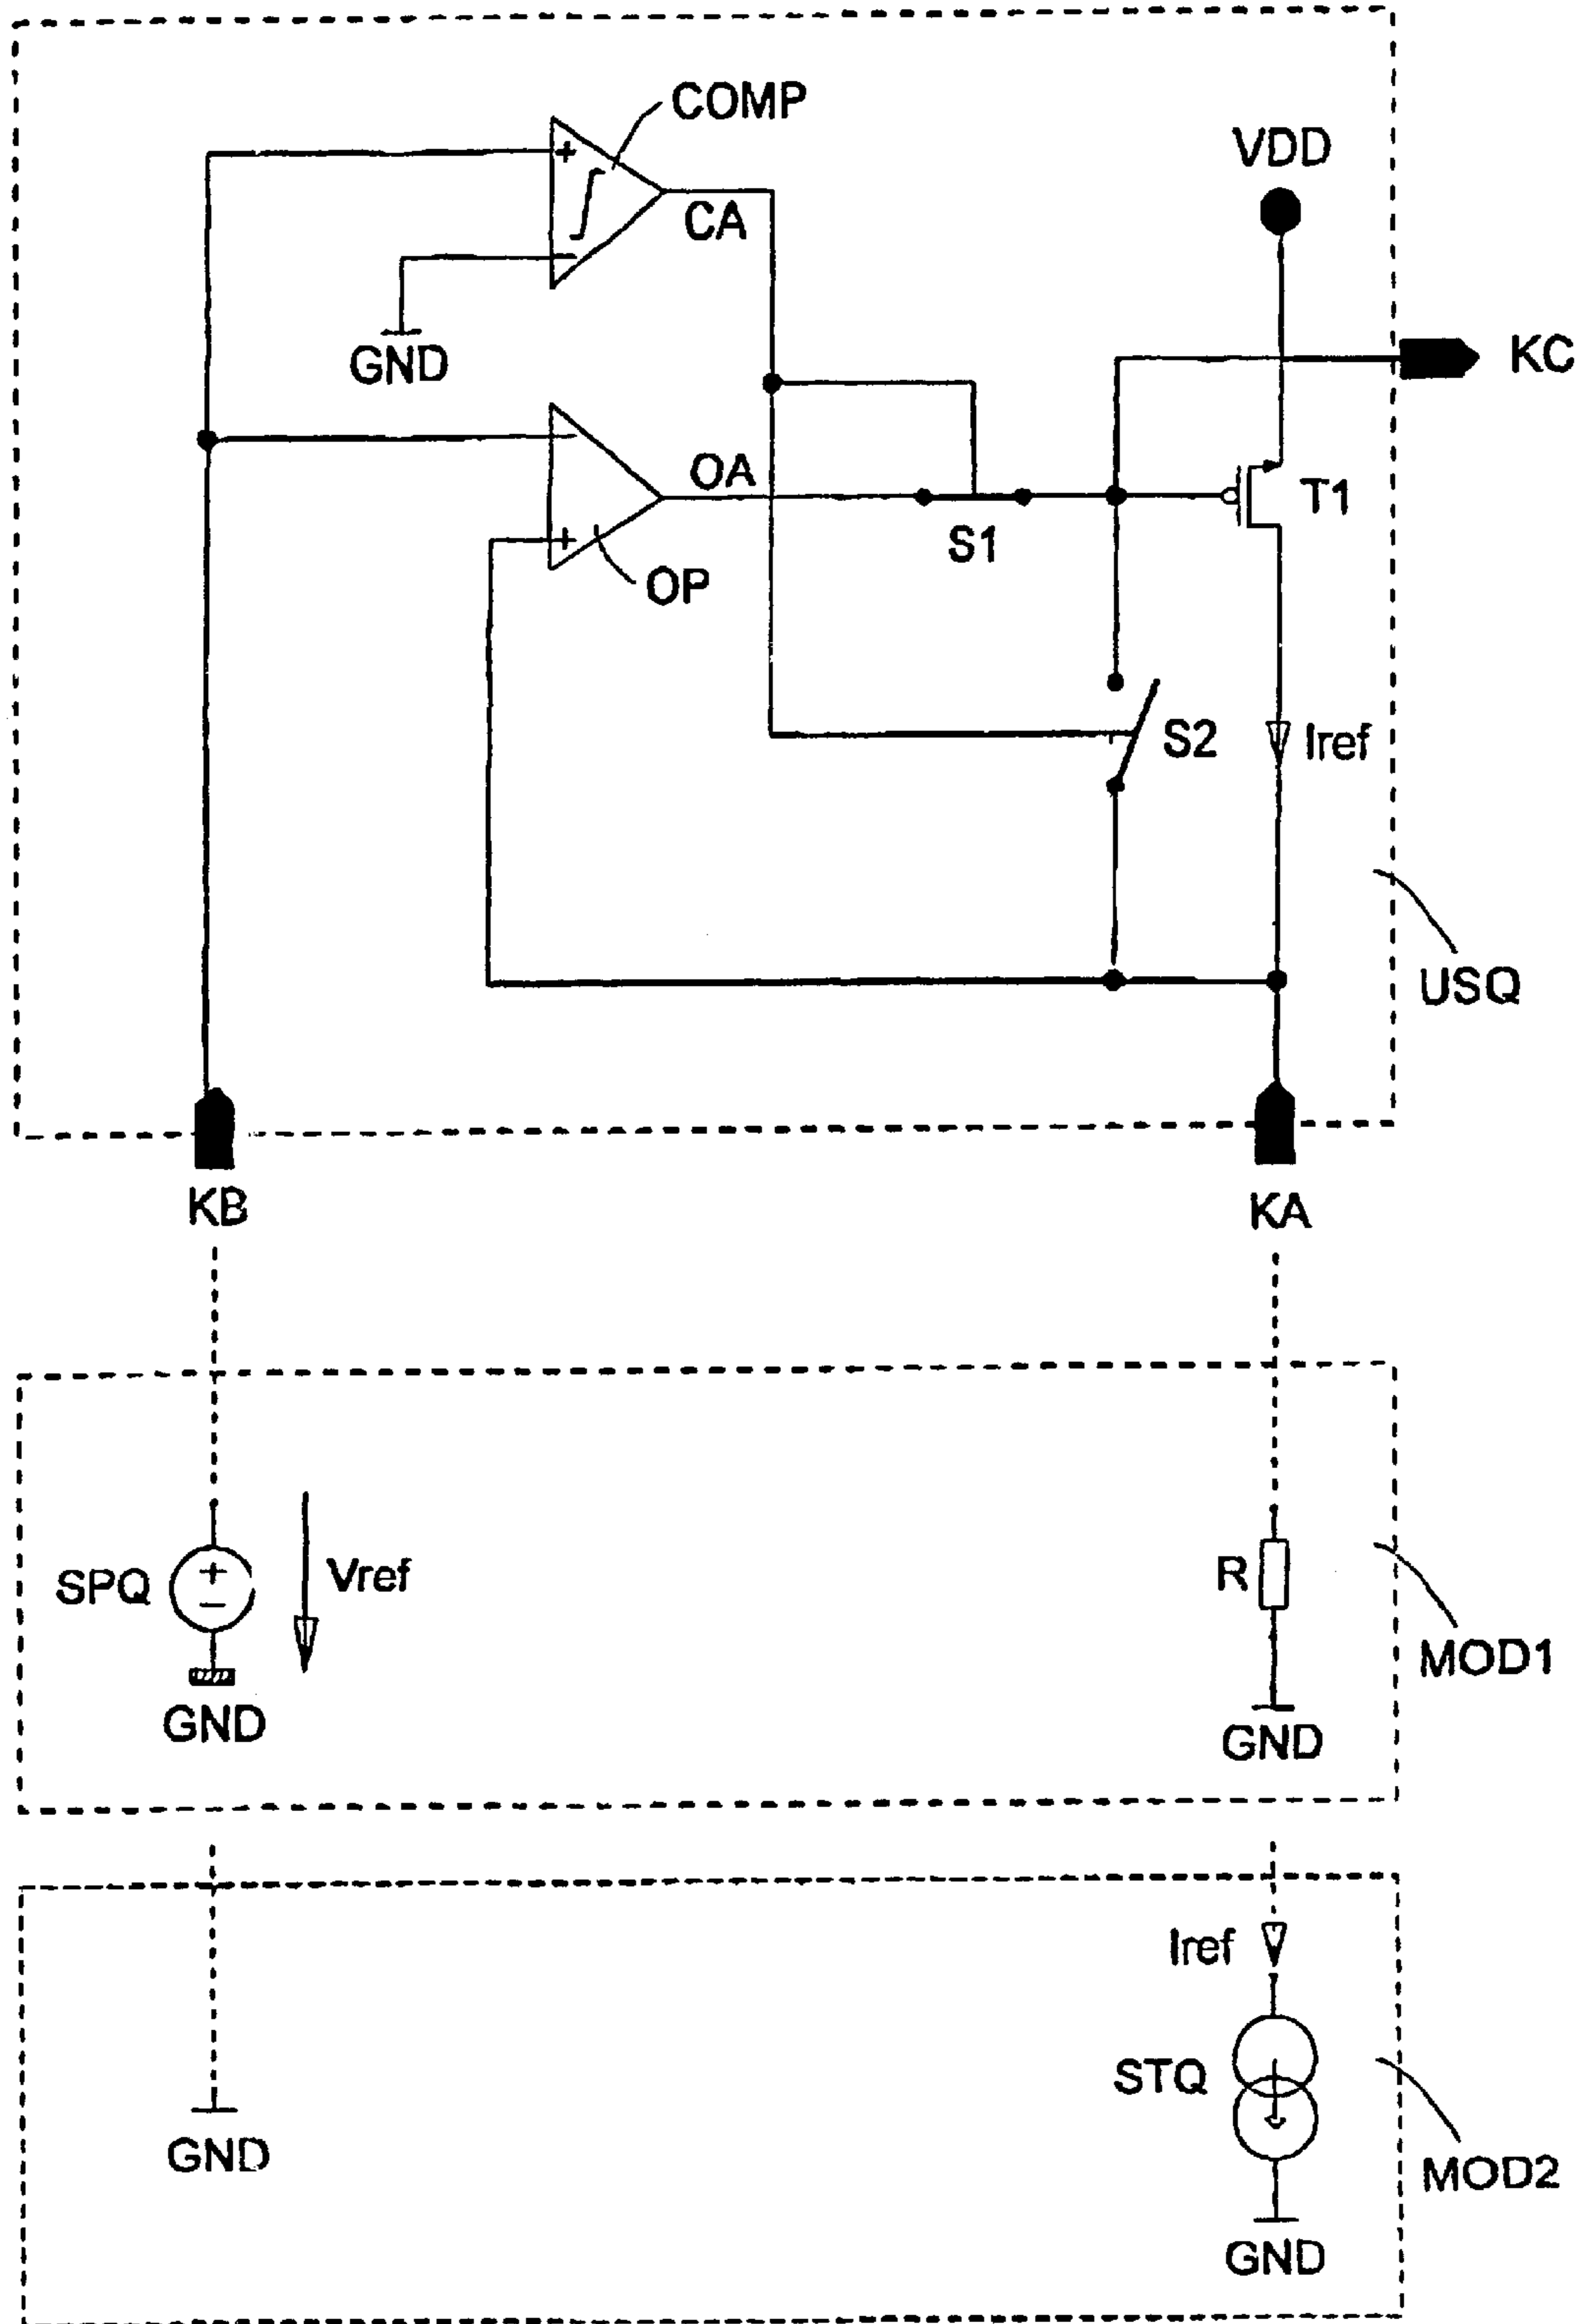 COMP
VDD
CA
GND
KC
OA
T1
S1
OP
S2
Iref
USQ
KB
KA
SPQ
Vref
R
MOD1
GND
GND
Iref
STQ
GND
MOD2
GND